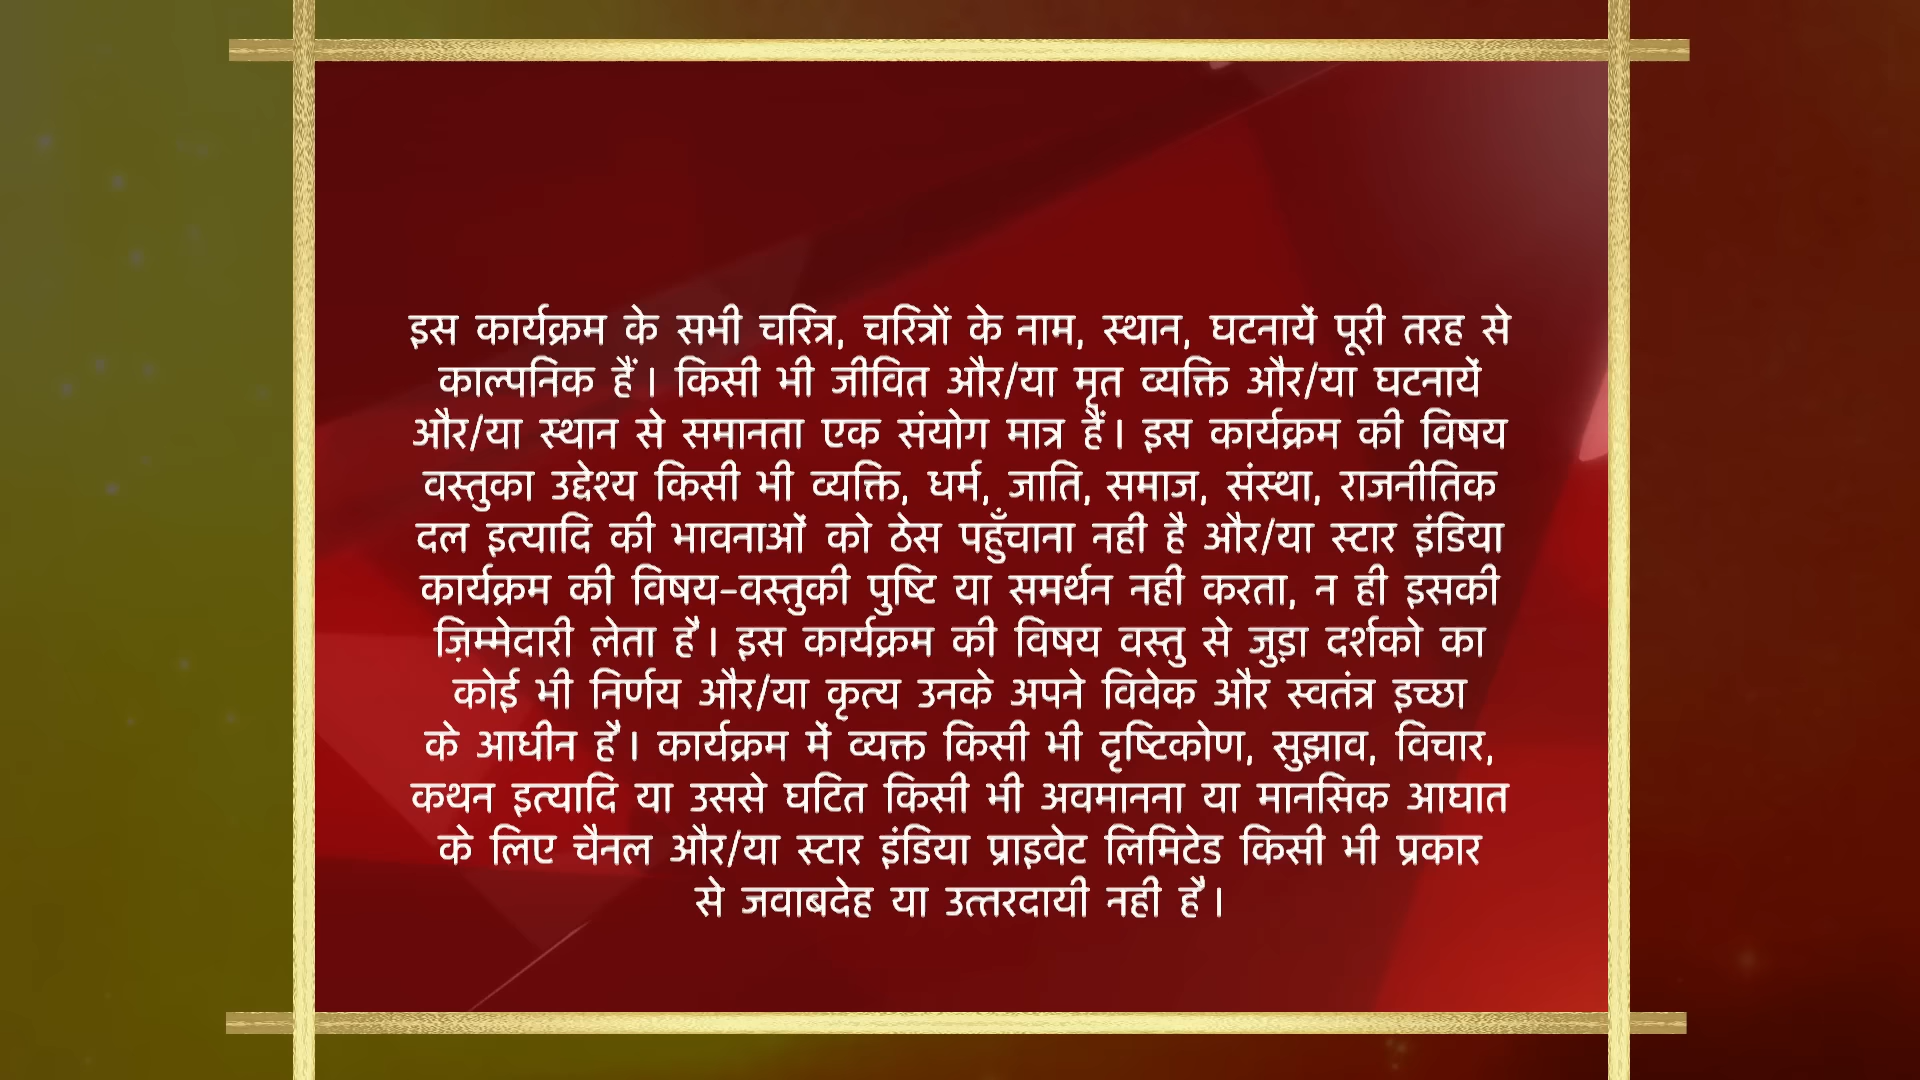 इस कार्यक्रम के सभी चरित्र, चरित्रों के नाम, स्थान, घटनायें पूरी तरह से
काल्पनिक हैं। किसी भी जीवित और/या मृत व्यक्ति और/या घटनायें
और/या स्थान से समानता एक संयोग मात्र हैं। इस कार्यक्रम की विषय
वस्तुका उद्देश्य किसी भी व्यक्ति, धर्म, जाति, समाज, संस्था, राजनीतिक
दल इत्यादि की भावनाओं को ठेस पहुँचाना नही है और/या स्टार इंडिया
कार्यक्रम की विषय-वस्तुकी पुष्टि या समर्थन नहीं करता, न ही इसकी
ज़िम्मेदारी लेता है। इस कार्यक्रम की विषय वस्तु से जुड़ा दर्शको का
कोई भी निर्णय और/या कृत्य उनके अपने विवेक और स्वतंत्र इच्छा
के आधीन है। कार्यक्रम में व्यक्त किसी भी दृष्टिकोण, सुझाव, विचार,
कथन इत्यादि या उससे घटित किसी भी अवमानना या मानसिक आघात
के लिए चैनल और/या स्टार इंडिया प्राइवेट लिमिटेड किसी भी प्रकार
से जवाबदेह या उत्तरदायी नही है।